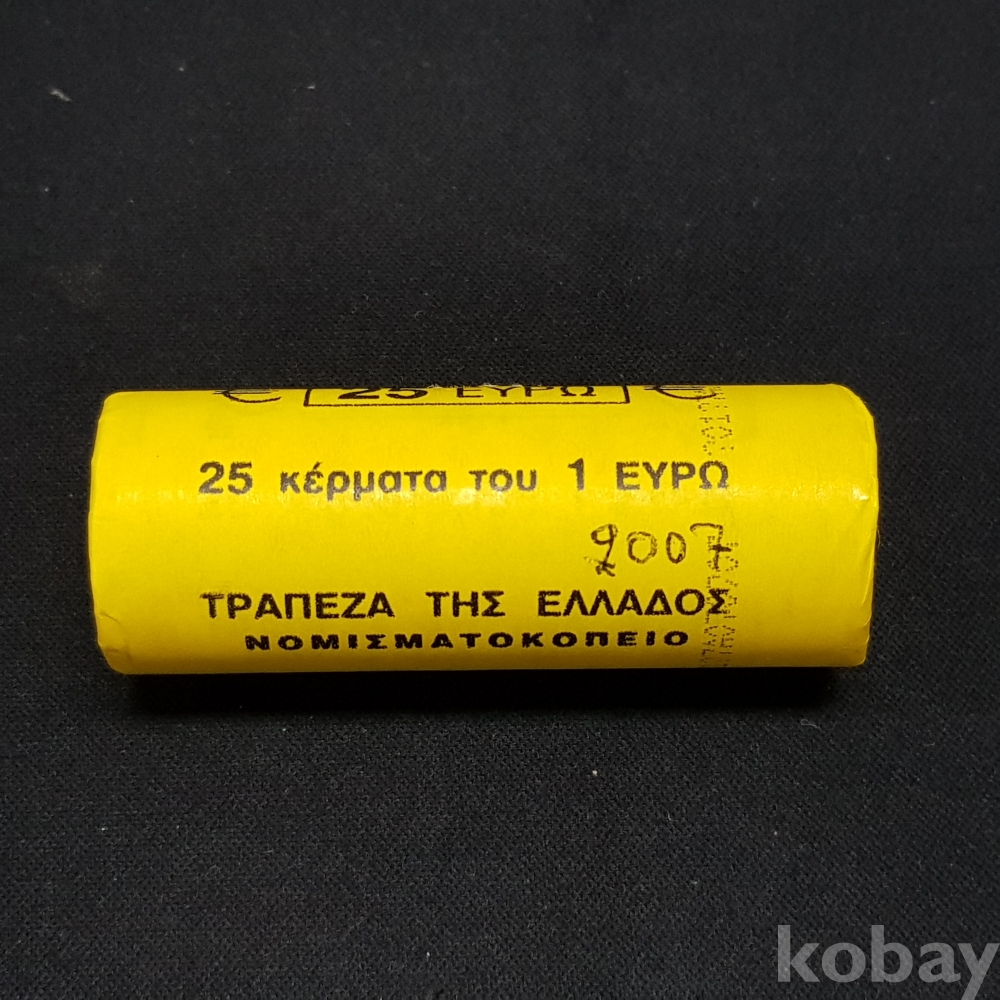 € 25 ΕΥΡΩ €
25 κέρματα του 1 ΕΥΡΩ
2007
ΤΡΑΠΕΖΑ ΤΗΣ ΕΛΛΑΔΟΣ
ΝΟΜΙΣΜΑΤΟΚΟΠΕΙΟ
kobay